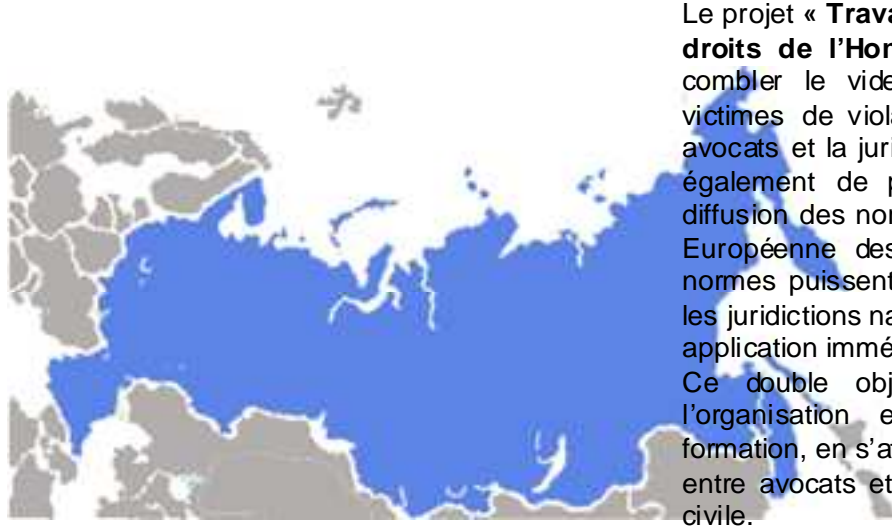 Le projet « Trava
droits de l’Hon
combler le vide
victimes de viola
avocats et la juri
également de p
diffusion des nor
Européenne des
normes puissent
les juridictions na
application immé
Ce double obj
l’organisation e
formation, en s’a
entre avocats et
civile.